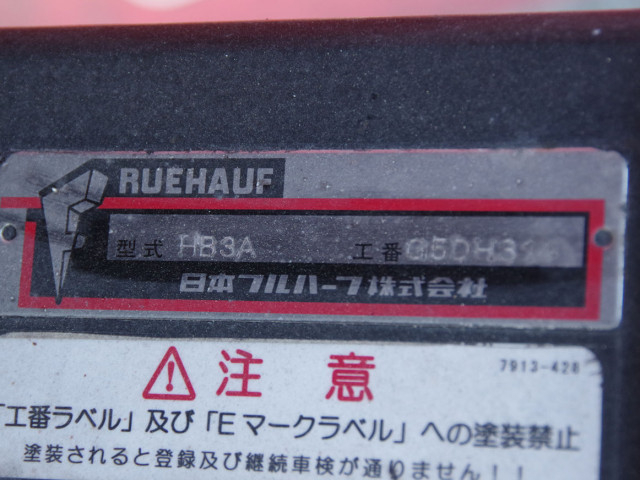 RUEHAUF
型式 HB3A 工番
日本フルハーフ株式会社
注意
7913-428
「工番ラベル」及び「Eマークラベル」への塗装禁止
塗装されると登録及び継続車検が通りません!!